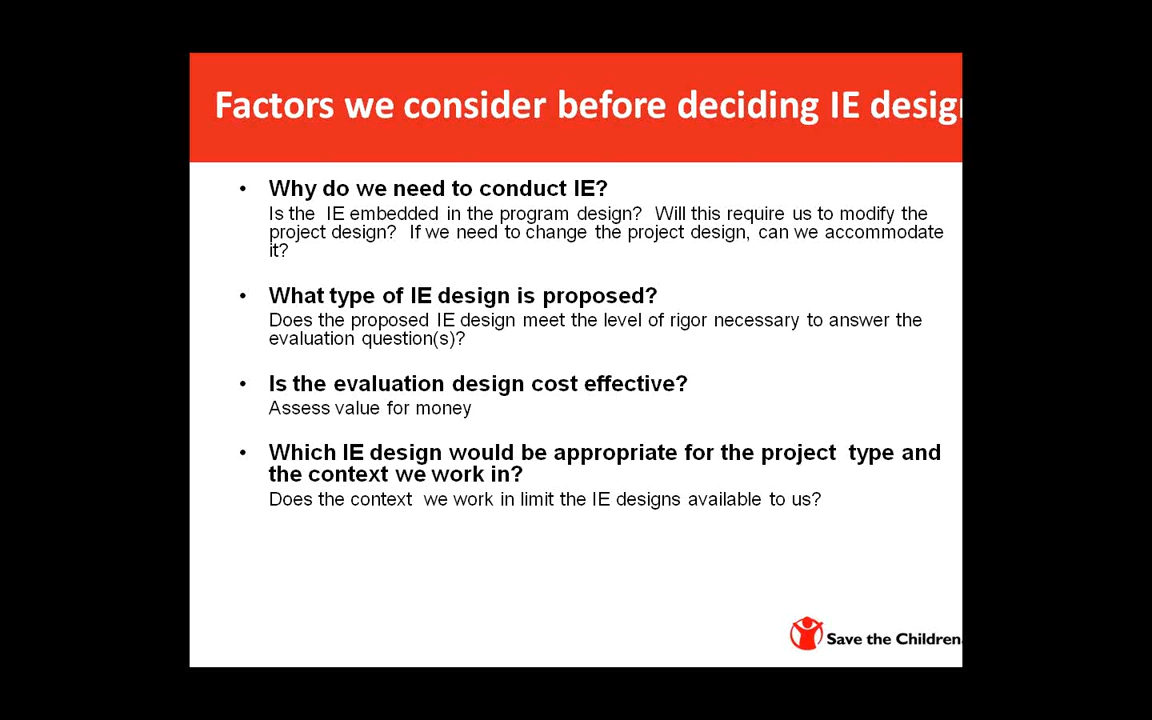 Factors we consider before deciding IE desig
• Why do we need to conduct IE?
Is the IE embedded in the program design? Will this require us to modify the
project design? If we need to change the project design, can we accommodate
it?
• What type of IE design is proposed?
Does the proposed IE design meet the level of rigor necessary to answer the
evaluation question(s)?
• Is the evaluation design cost effective?
Assess value for money
• Which IE design would be appropriate for the project type and
the context we work in?
Does the context we work in limit the IE designs available to us?
Save the Children